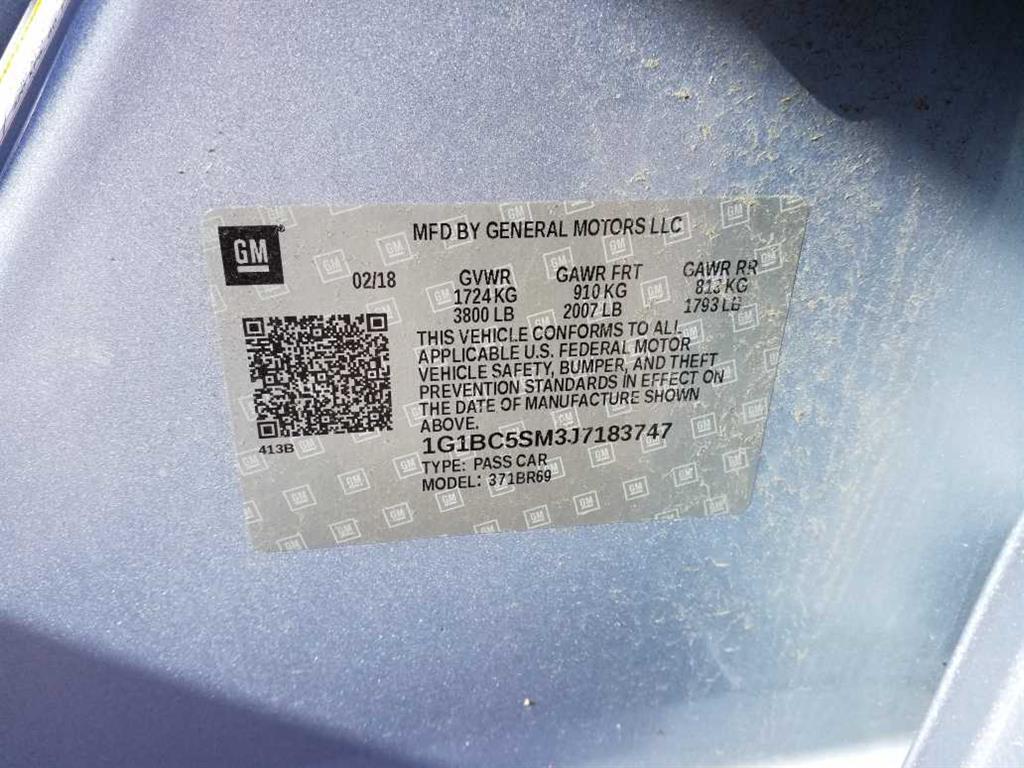 GM
MFD BY GENERAL MOTORS LLC
02/18 GVWR GAWR FRT GAWR RR
1724 KG 910 KG 813 KG
3800 LB 2007 LB 1793 LB
THIS VEHICLE CONFORMS TO ALL
APPLICABLE U.S. FEDERAL MOTOR
VEHICLE SAFETY, BUMPER, AND THEFT
PREVENTION STANDARDS IN EFFECT ON
THE DATE OF MANUFACTURE SHOWN
ABOVE.
413B
1G1BC5SM3J7183747
TYPE: PASS CAR
MODEL: 371BR69